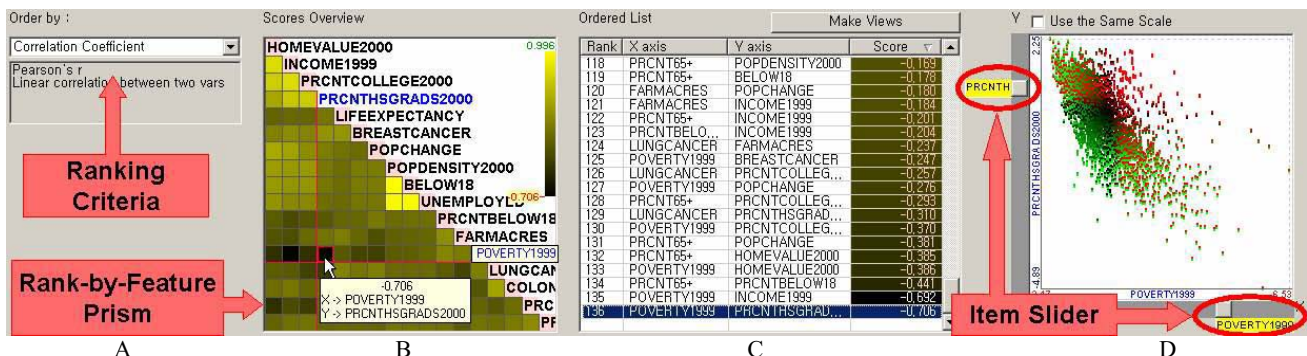 Order by :
Correlation Coefficient
Pearson's r
Linear correlation between two vars
Ranking
Criteria
Rank-by-Feature
Prism
A
Scores Overview
HOMEVALUE2000
0.996
INCOME1999
PRCNTCOLLEGE2000
PRCNTHSGRADS2000
LIFEEXPECTANCY
BREASTCANCER
POPCHANGE
POPDENSITY2000
BELOW18
-0.706
UNEMPLOYED
PRCNTBELOW18
FARMACRES
POVERTY1999
LUNGCAN
COLON
PRC
PF
-0.706
X -> POVERTY1999
Y -> PRCNTHSGRADS2000
B
Ordered List
Make Views
Rank X axis Y axis Score
118 PRCNT65+ POPDENSITY2000 -0,169
119 PRCNT65+ BELOW18 -0,178
120 FARMACRES POPCHANGE -0,180
121 FARMACRES INCOME1999 -0,184
122 PRCNT65+ INCOME1999 -0,201
123 PRCNTBELO... INCOME1999 -0,204
124 LUNGCANCER FARMACRES -0,237
125 POVERTY1999 BREASTCANCER -0,247
126 LUNGCANCER PRCNTCOLLEG... -0,257
127 POVERTY1999 POPCHANGE -0,276
128 PRCNT65+ PRCNTCOLLEG... -0,293
129 LUNGCANCER PRCNTHSGRAD... -0,310
130 POVERTY1999 PRCNTCOLLEG... -0,370
131 PRCNT65+ POPCHANGE -0,381
132 PRCNT65+ HOMEVALUE2000 -0,385
133 POVERTY1999 HOMEVALUE2000 -0,386
134 PRCNT65+ PRCNTBELOW18 -0,441
135 POVERTY1999 INCOME1999 -0,692
136 POVERTY1999 PRCNTHSGRAD... -0,706
C
Y Use the Same Scale
2.25
PRCNTH
PRCNTHSGRADS2000
-4.89
POVERTY1999
6.53
POVERTY1999
Item Slider
D